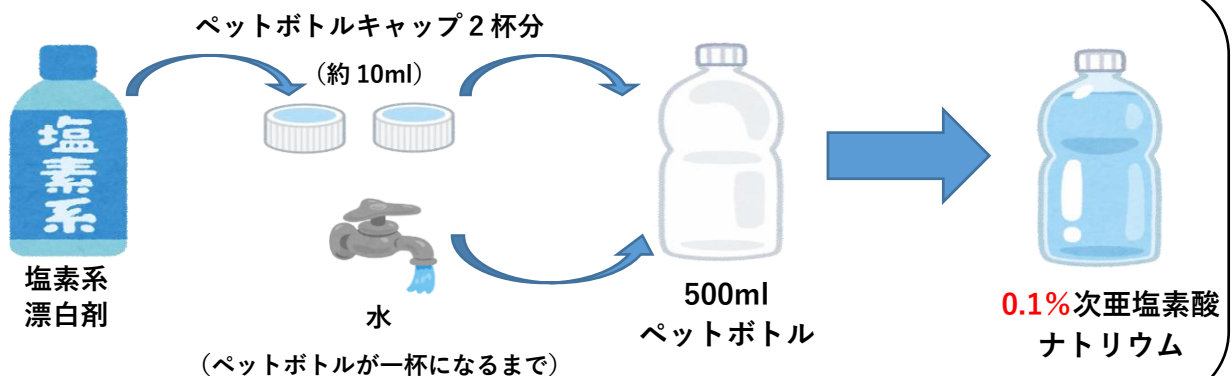 ペットボトルキャップ 2 杯分
（約 10ml）
塩素系
塩素系
漂白剤
水
（ペットボトルが一杯になるまで）
500ml
ペットボトル
0.1%次亜塩素酸
ナトリウム